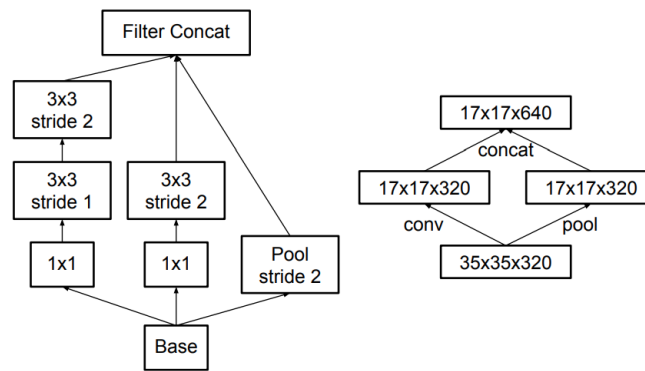 Filter Concat
3x3
stride 2
3x3
stride 1
3x3
stride 2
1x1
1x1
Pool
stride 2
Base
17x17x640
concat
17x17x320
17x17x320
conv
pool
35x35x320